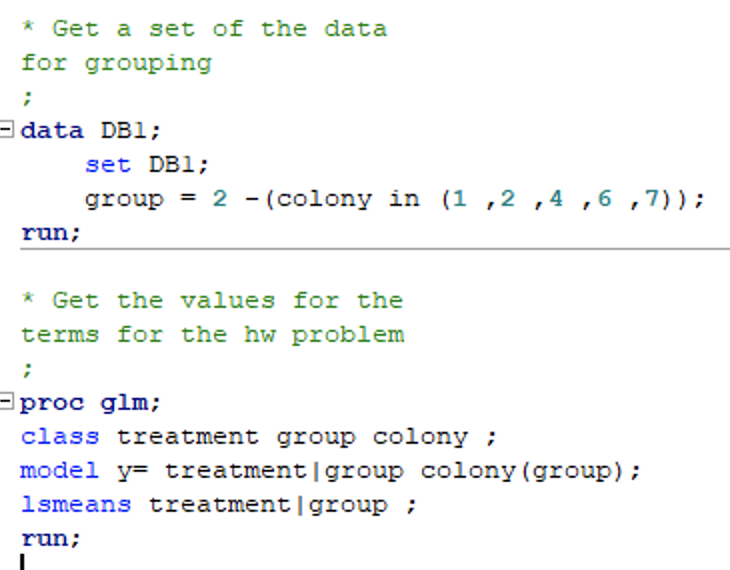 * Get a set of the data
for grouping
;
data DB1;
set DB1;
group = 2 -(colony in (1 ,2 ,4 ,6 ,7));
run;
* Get the values for the
terms for the hw problem
;
proc glm;
class treatment group colony ;
model y= treatment|group colony(group);
lsmeans treatment|group ;
run;